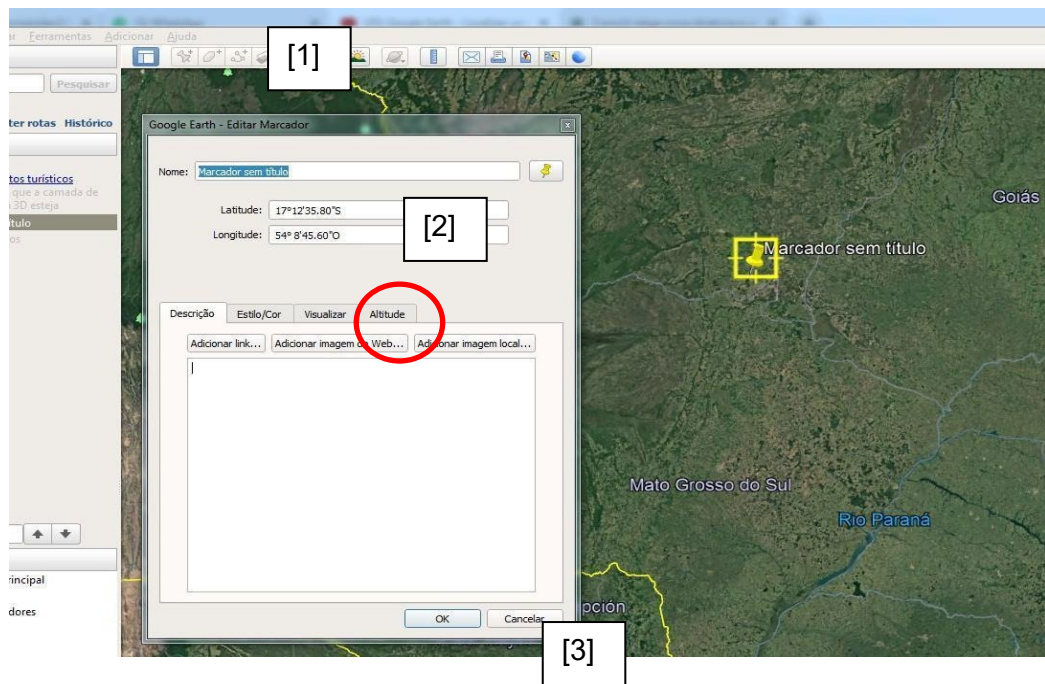 Ferramentas Adicionar Ajuda
[1]
Pesquisar
ter rotas Histórico
Google Earth - Editar Marcador
tos turísticos
que a camada de
3D esteja
ítulo
os
Nome: Marcador sem título
Latitude: 17°12'35.80"S
Longitude: 54° 8'45.60"O
[2]
Goiás
Marcador sem título
Descrição Estilo/Cor Visualizar Altitude
Adicionar link... Adicionar imagem da Web... Adicionar imagem local...
Mato Grosso do Sul
Rio Paraná
rincipal
dores
OK Cancelar
pción
[3]